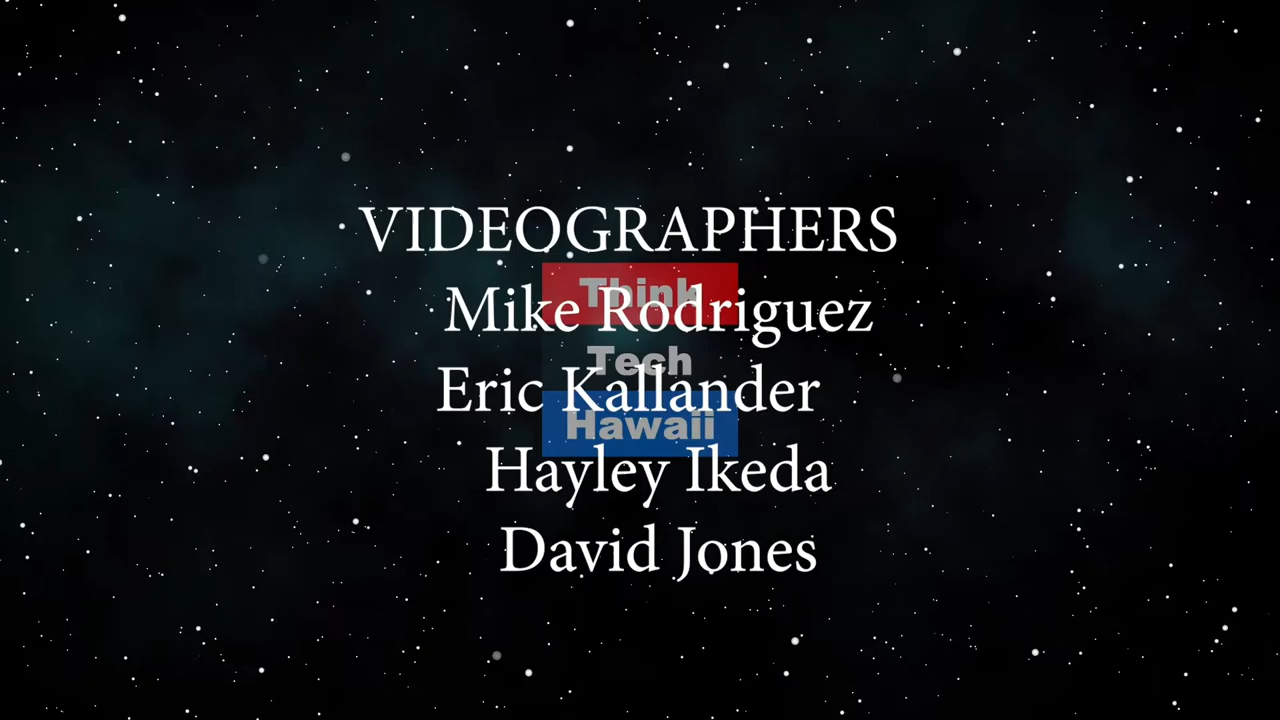 VIDEOGRAPHERS
Think
Mike Rodriguez
Tech
Eric Kallander
Hawaii
Hayley Ikeda
David Jones